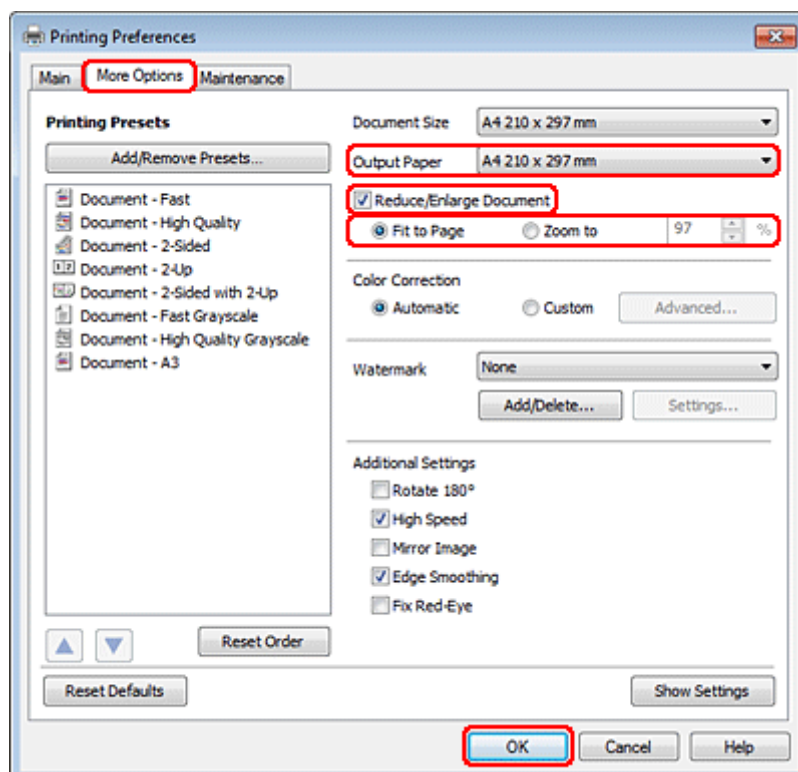 Printing Preferences
Main More Options Maintenance
Printing Presets
Add/Remove Presets...
Document - Fast
Document - High Quality
Document - 2-Sided
Document - 2-Up
Document - 2-Sided with 2-Up
Document - Fast Grayscale
Document - High Quality Grayscale
Document - A3
Reset Order
Document Size A4 210 x 297 mm
Output Paper A4 210 x 297 mm
Reduce/Enlarge Document
Fit to Page Zoom to 97 %
Color Correction
Automatic Custom Advanced...
Watermark None
Add/Delete... Settings...
Additional Settings
Rotate 180°
High Speed
Mirror Image
Edge Smoothing
Fix Red-Eye
Reset Defaults Show Settings
OK Cancel Help